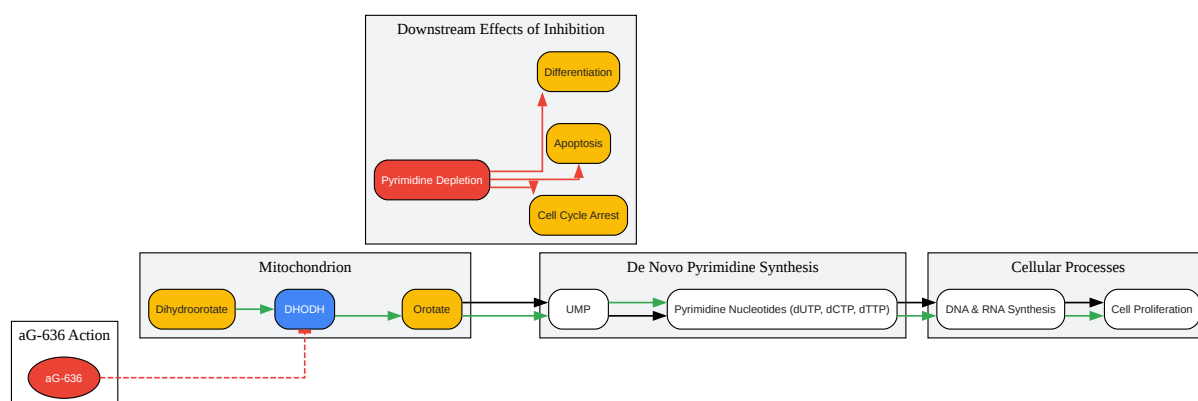 Downstream Effects of Inhibition
Differentiation
Apoptosis
Pyrimidine Depletion
Cell Cycle Arrest
Mitochondrion
Dihydroorotate
DHODH
Orotate
De Novo Pyrimidine Synthesis
UMP
Pyrimidine Nucleotides (dUTP, dCTP, dTTP)
Cellular Processes
DNA & RNA Synthesis
Cell Proliferation
aG-636 Action
aG-636